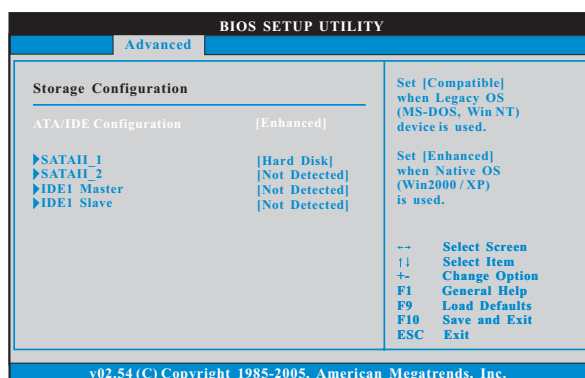 BIOS SETUP UTILITY
Advanced
Storage Configuration
ATA/IDE Configuration [Enhanced]
SATAII_1 [Hard Disk]
SATAII_2 [Not Detected]
IDE1 Master [Not Detected]
IDE1 Slave [Not Detected]
Set [Compatible]
when Legacy OS
(MS-DOS, Win NT)
device is used.
Set [Enhanced]
when Native OS
(Win2000 / XP)
is used.
←→ Select Screen
↑↓ Select Item
+- Change Option
F1 General Help
F9 Load Defaults
F10 Save and Exit
ESC Exit
v02.54 (C) Copyright 1985-2005, American Megatrends, Inc.